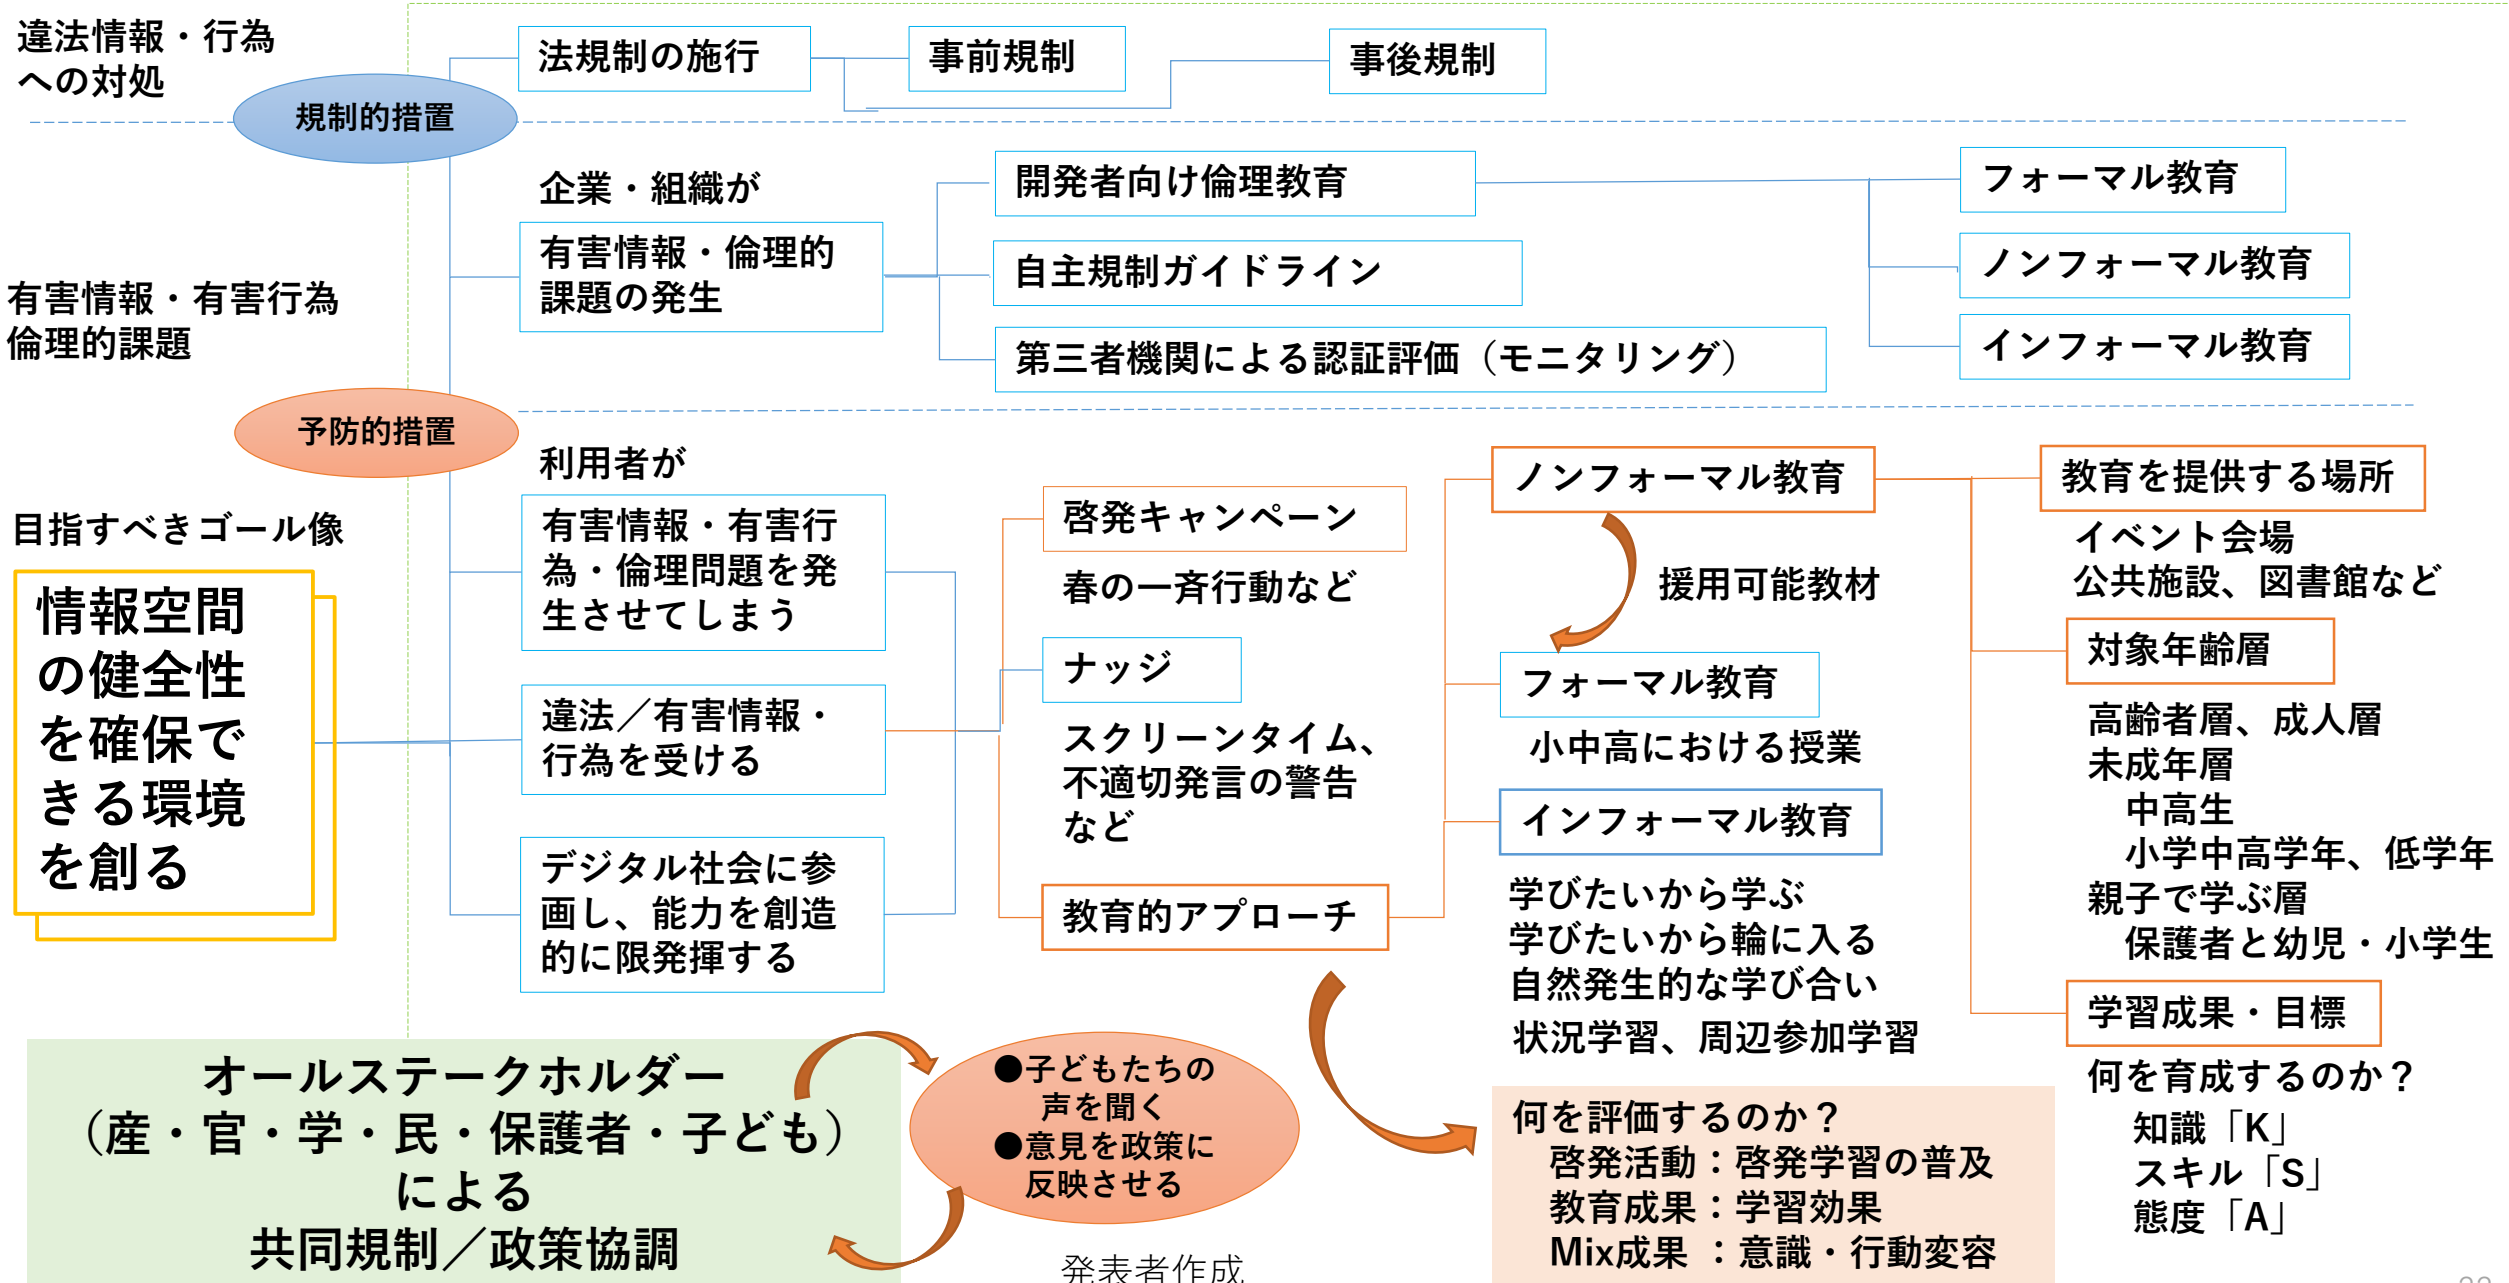 違法情報・行為
への対処
規制的措置
法規制の施行
事前規制
事後規制
有害情報・有害行為
倫理的課題
企業・組織が
有害情報・倫理的
課題の発生
開発者向け倫理教育
自主規制ガイドライン
第三者機関による認証評価（モニタリング）
フォーマル教育
ノンフォーマル教育
インフォーマル教育
予防的措置
目指すべきゴール像
情報空間
の健全性
を確保で
きる環境
を創る
利用者が
有害情報・有害行
為・倫理問題を発
生させてしまう
違法／有害情報・
行為を受ける
デジタル社会に参
画し、能力を創造
的に限発揮する
啓発キャンペーン
春の一斉行動など
ナッジ
スクリーンタイム、
不適切発言の警告
など
教育的アプローチ
ノンフォーマル教育
援用可能教材
フォーマル教育
小中高における授業
インフォーマル教育
学びたいから学ぶ
学びたいから輪に入る
自然発生的な学び合い
状況学習、周辺参加学習
教育を提供する場所
イベント会場
公共施設、図書館など
対象年齢層
高齢者層、成人層
未成年層
中高生
小学中高学年、低学年
親子で学ぶ層
保護者と幼児・小学生
学習成果・目標
何を育成するのか？
知識「K」
スキル「S」
態度「A」
オールステークホルダー
（産・官・学・民・保護者・子ども）
による
共同規制／政策協調
●子どもたちの
声を聞く
●意見を政策に
反映させる
何を評価するのか？
啓発活動：啓発学習の普及
教育成果：学習効果
Mix成果 ：意識・行動変容
発表者作成